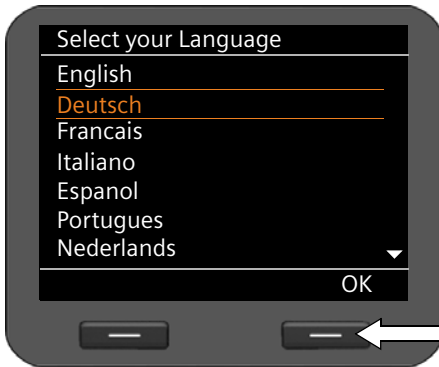 Select your Language
English
Deutsch
Francais
Italiano
Espanol
Portugues
Nederlands
OK